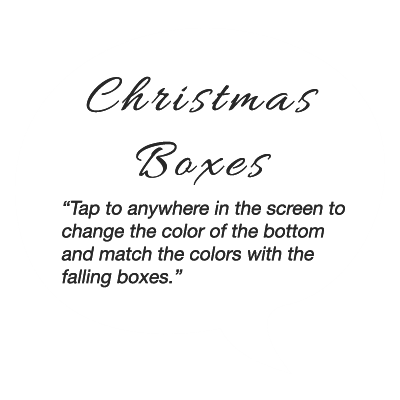 Christmas
Boxes
“Tap to anywhere in the screen to
change the color of the bottom
and match the colors with the
falling boxes.”